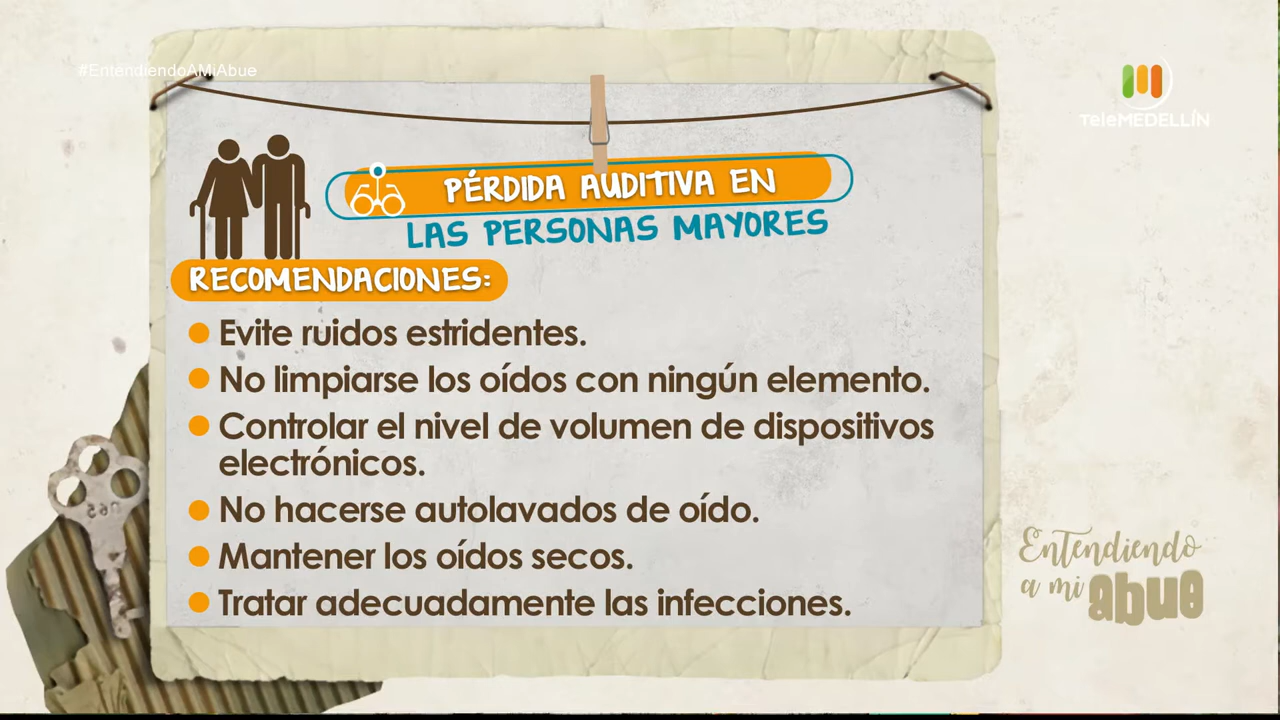 #EntendiendoAMiAbue
TeleMEDELLÍN
PÉRDIDA AUDITIVA EN
LAS PERSONAS MAYORES
RECOMENDACIONES:
Evite ruidos estridentes.
No limpiarse los oídos con ningún elemento.
Controlar el nivel de volumen de dispositivos
electrónicos.
No hacerse autolavados de oído.
Mantener los oídos secos.
Tratar adecuadamente las infecciones.
Entendiendo
a mi abue